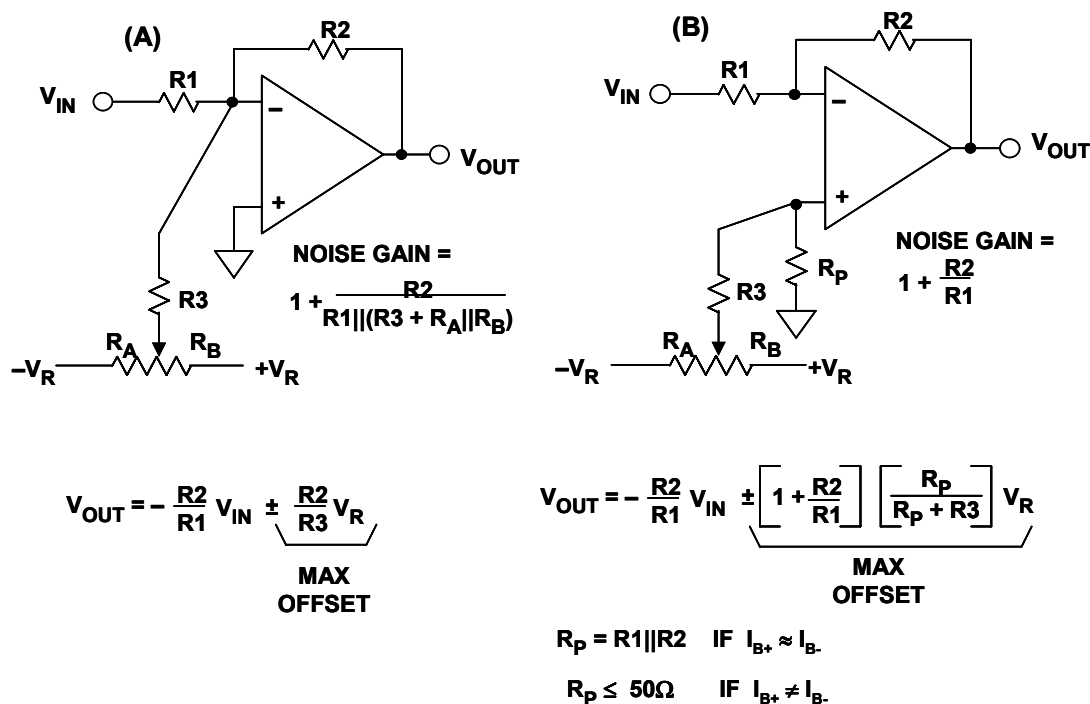 (A)
R2
R1
V_IN
–
+
V_OUT
NOISE GAIN =
1 + R2 / R1||(R3 + R_A||R_B)
R3
R_A
R_B
–V_R
+V_R
V_OUT = – R2/R1 V_IN ± R2/R3 V_R
MAX
OFFSET
(B)
R2
R1
V_IN
–
+
V_OUT
NOISE GAIN =
1 + R2/R1
R_P
R3
R_A
R_B
–V_R
+V_R
V_OUT = – R2/R1 V_IN ± [1 + R2/R1] [R_P / R_P + R3] V_R
MAX
OFFSET
R_P = R1||R2 IF I_B+ ≈ I_B-
R_P ≤ 50Ω IF I_B+ ≠ I_B-